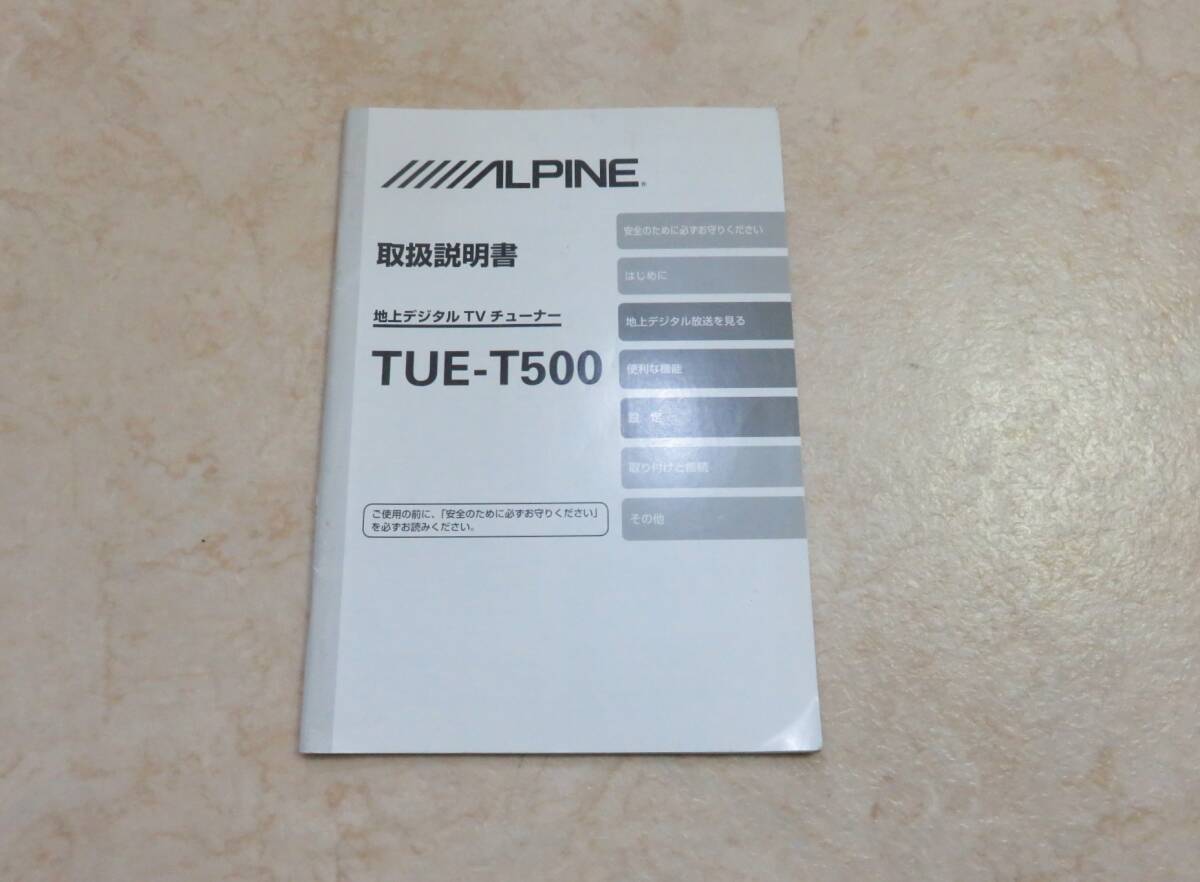 ALPINE®
取扱説明書
地上デジタル TV チューナー
TUE-T500
ご使用の前に、「安全のために必ずお守りください」
を必ずお読みください。
安全のために必ずお守りください
はじめに
地上デジタル放送を見る
便利な機能
設 定
取り付けと接続
その他